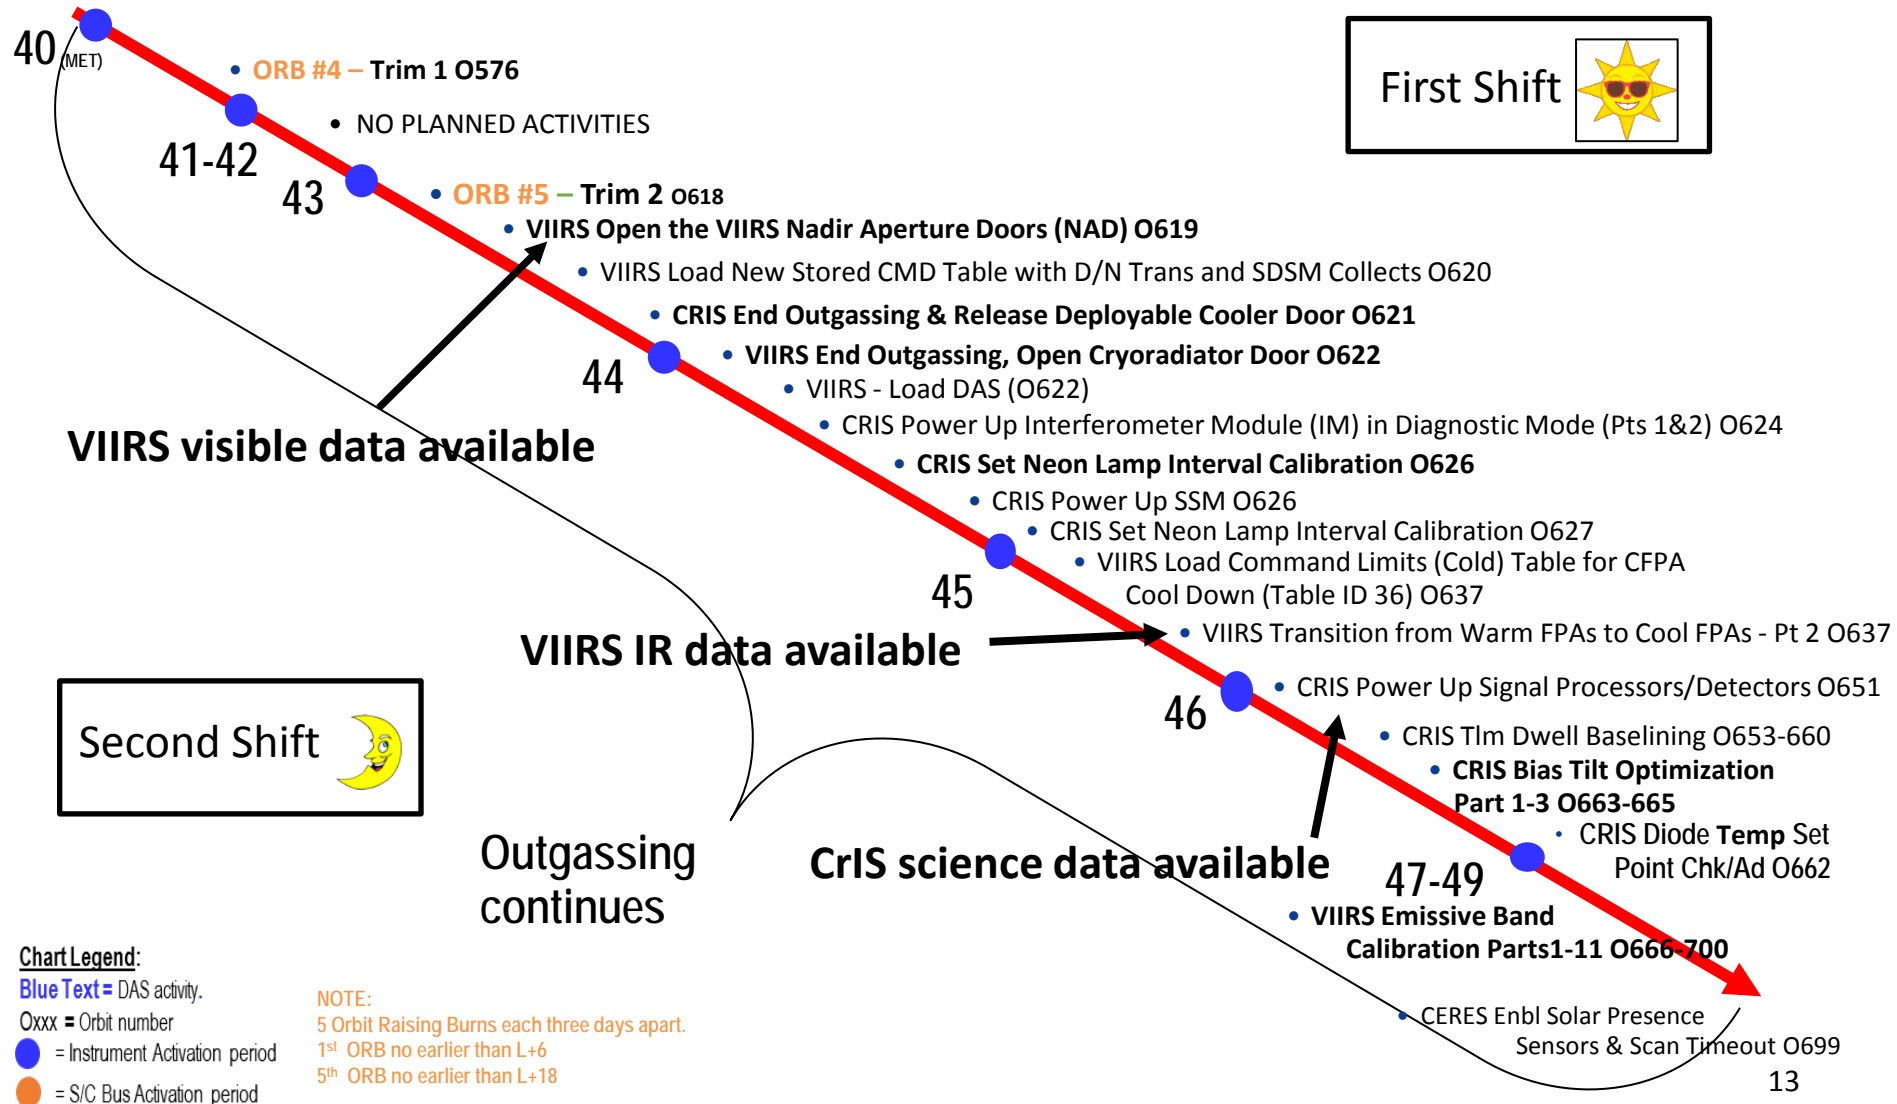 40 (MET)
First Shift
• ORB #4 – Trim 1 O576
• NO PLANNED ACTIVITIES
41-42
43
• ORB #5 – Trim 2 O618
• VIIRS Open the VIIRS Nadir Aperture Doors (NAD) O619
• VIIRS Load New Stored CMD Table with D/N Trans and SDSM Collects O620
• CRIS End Outgassing & Release Deployable Cooler Door O621
• VIIRS End Outgassing, Open Cryoradiator Door O622
44
• VIIRS - Load DAS (O622)
• CRIS Power Up Interferometer Module (IM) in Diagnostic Mode (Pts 1&2) O624
VIIRS visible data available
• CRIS Set Neon Lamp Interval Calibration O626
• CRIS Power Up SSM O626
• CRIS Set Neon Lamp Interval Calibration O627
• VIIRS Load Command Limits (Cold) Table for CFPA
Cool Down (Table ID 36) O637
45
• VIIRS Transition from Warm FPAs to Cool FPAs - Pt 2 O637
VIIRS IR data available
• CRIS Power Up Signal Processors/Detectors O651
46
Second Shift
• CRIS Tlm Dwell Baselining O653-660
• CRIS Bias Tilt Optimization
Part 1-3 O663-665
• CRIS Diode Temp Set
Point Chk/Ad O662
Outgassing
continues
CrIS science data available
47-49
• VIIRS Emissive Band
Calibration Parts1-11 O666-700
• CERES Enbl Solar Presence
Sensors & Scan Timeout O699
Chart Legend:
Blue Text = DAS activity.
Oxxx = Orbit number
= Instrument Activation period
= S/C Bus Activation period
NOTE:
5 Orbit Raising Burns each three days apart.
1st ORB no earlier than L+6
5th ORB no earlier than L+18
13